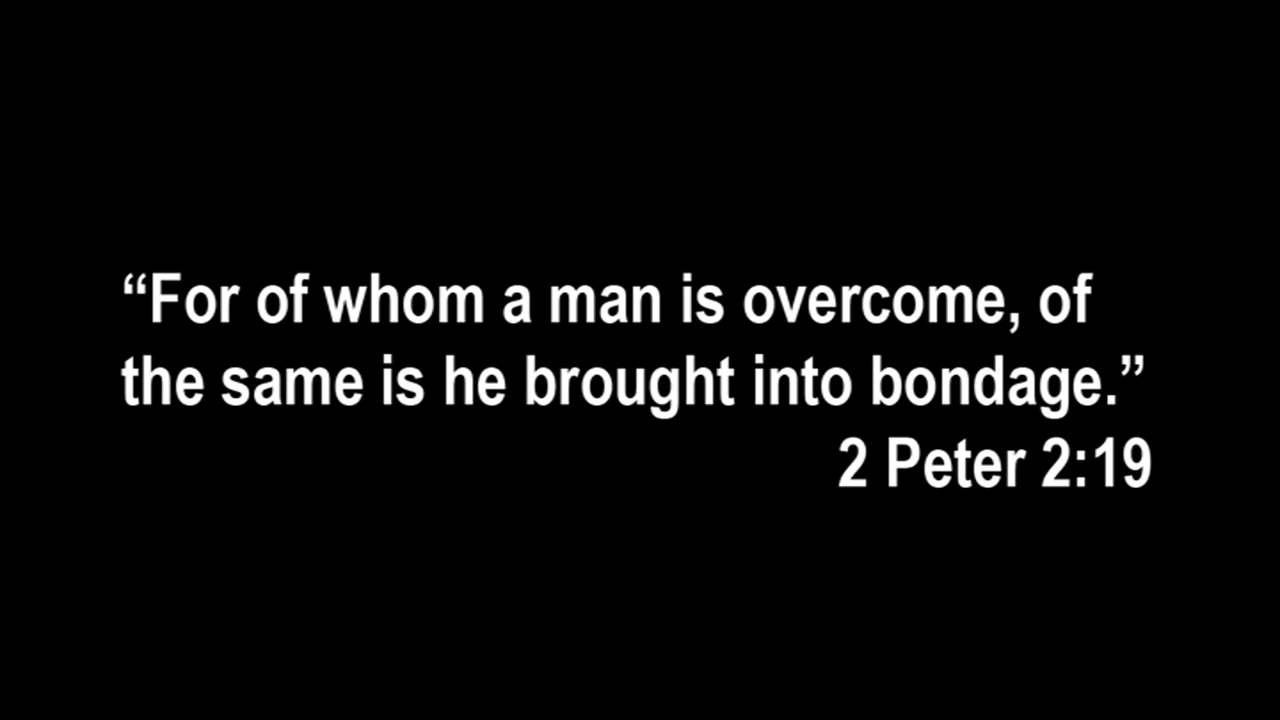 “For of whom a man is overcome, of
the same is he brought into bondage.”
2 Peter 2:19